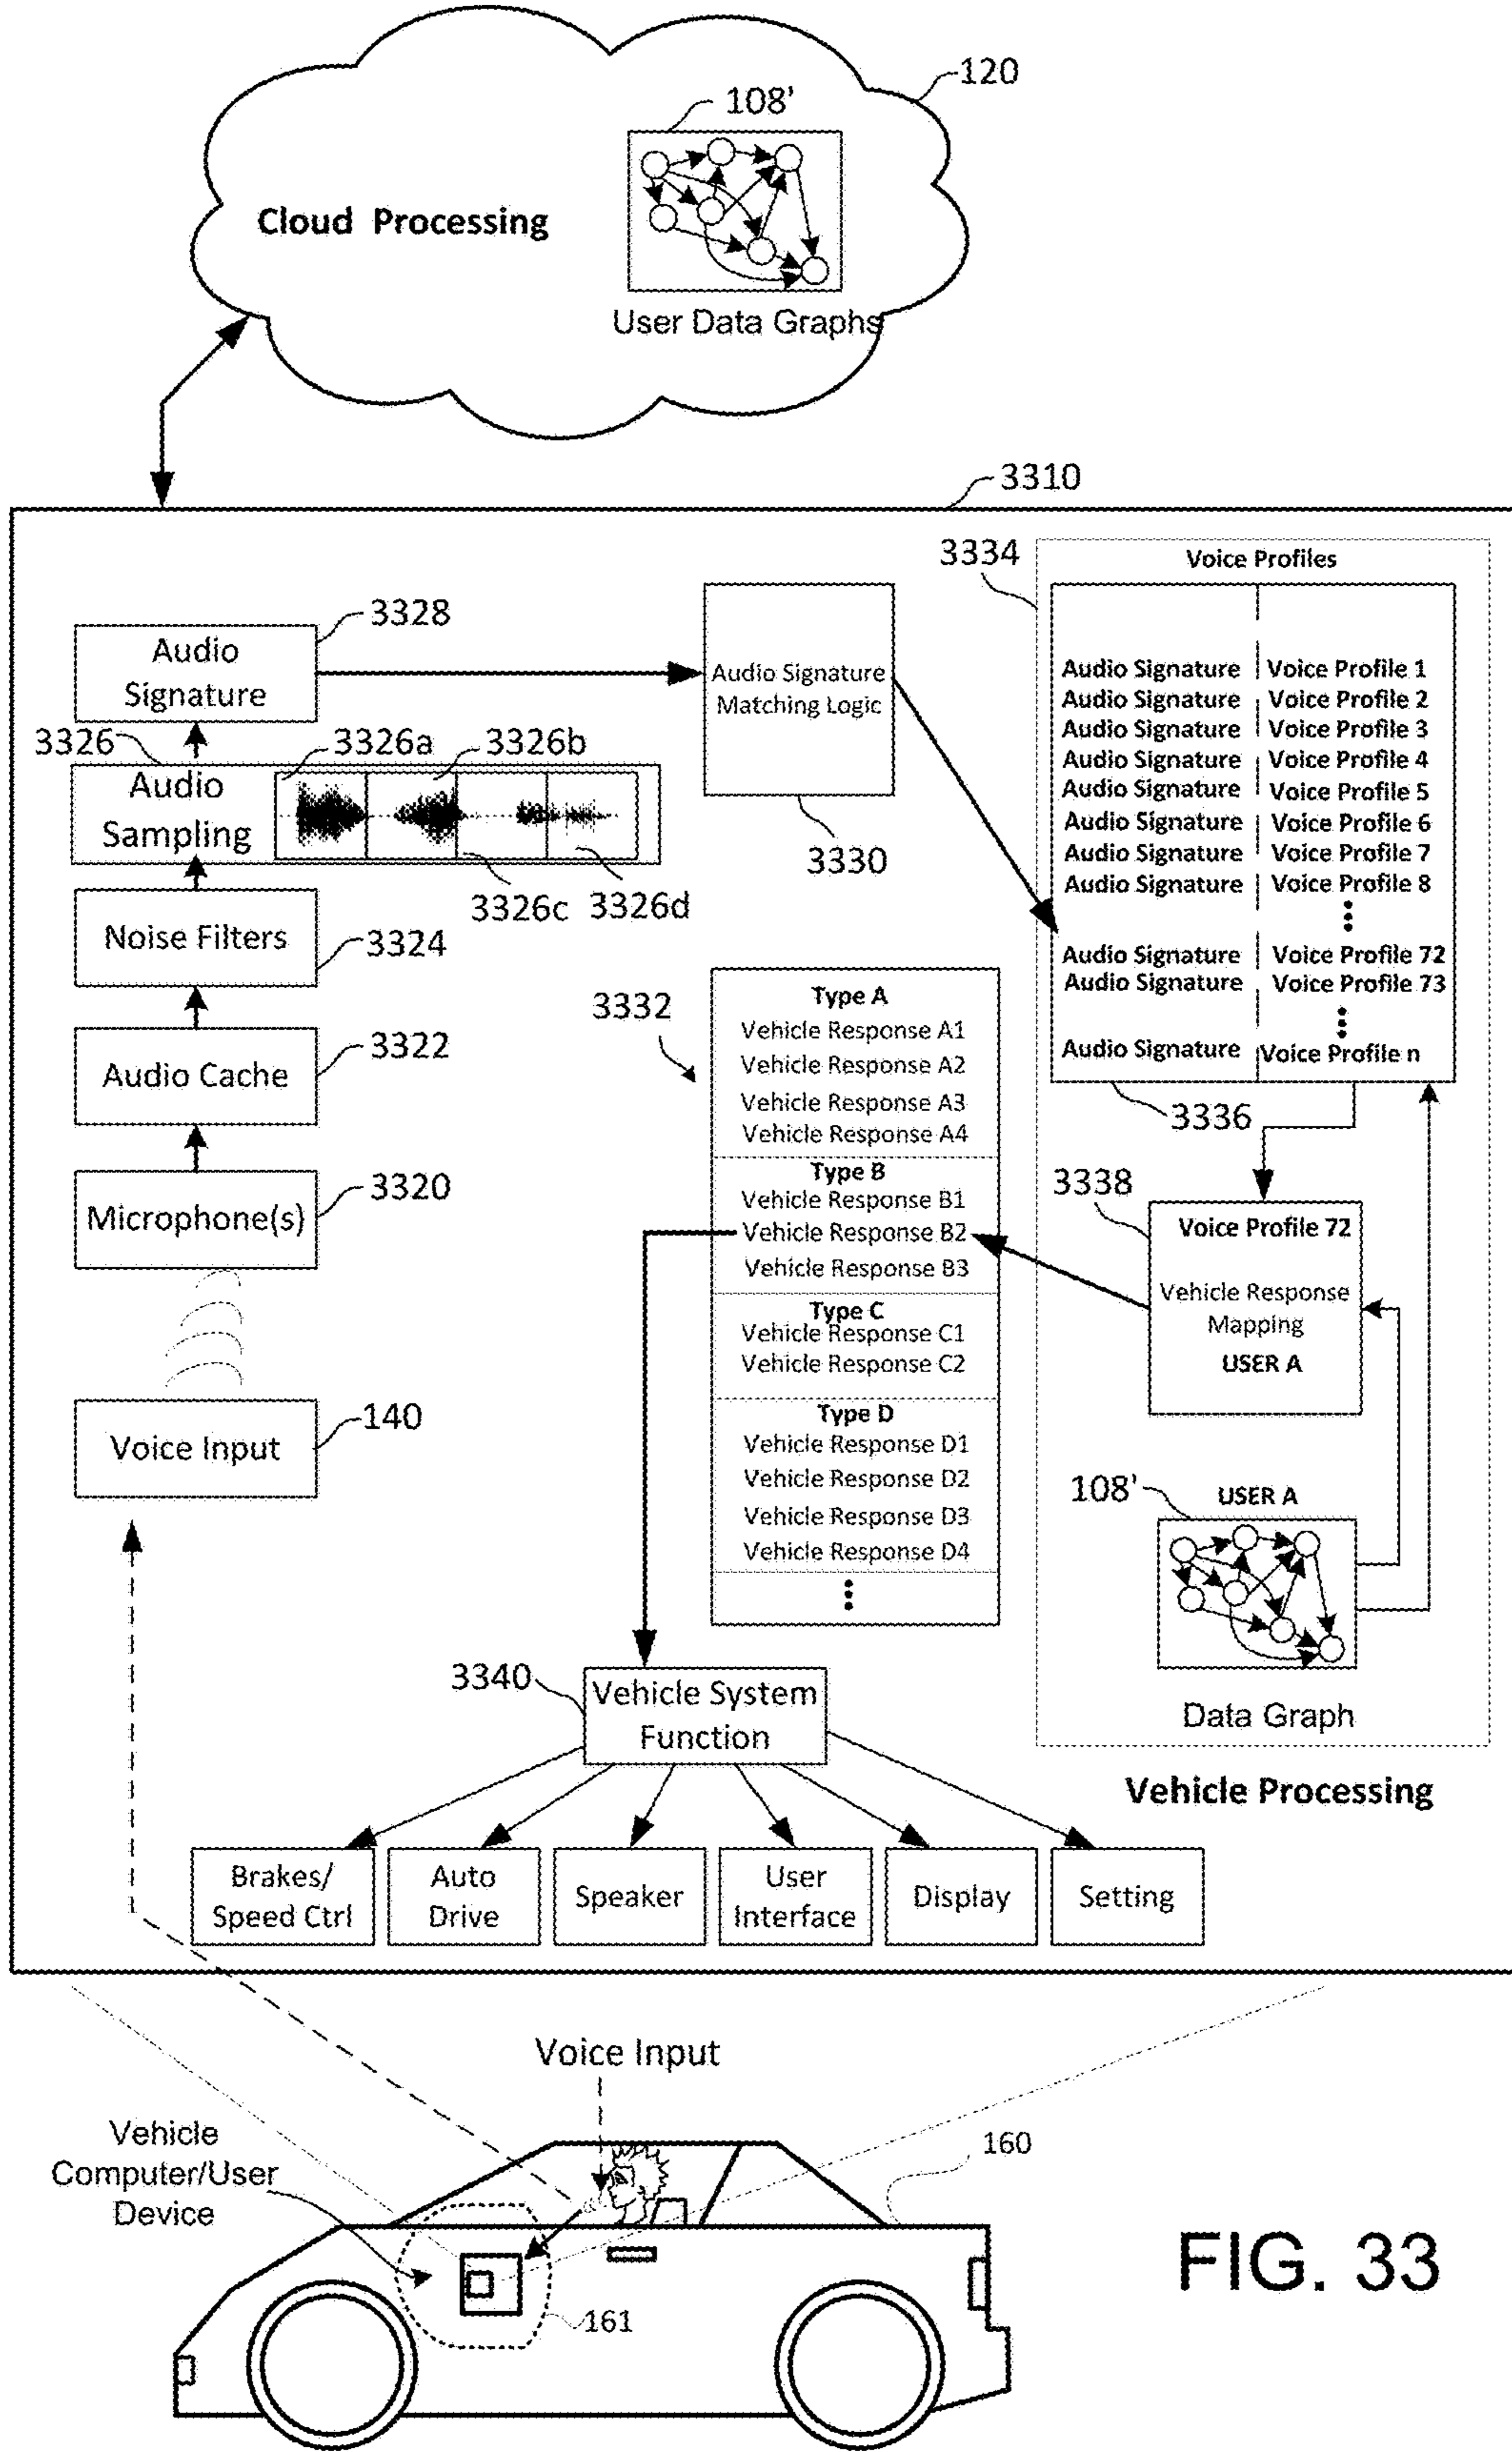 120
108'
Cloud Processing
User Data Graphs
3310
3334
Voice Profiles
3328
Audio
Signature
Audio Signature
Matching Logic
3330
Audio Signature Voice Profile 1
Audio Signature Voice Profile 2
Audio Signature Voice Profile 3
Audio Signature Voice Profile 4
Audio Signature Voice Profile 5
Audio Signature Voice Profile 6
Audio Signature Voice Profile 7
Audio Signature Voice Profile 8
Audio Signature Voice Profile 72
Audio Signature Voice Profile 73
Audio Signature Voice Profile n
3336
3326
3326a
3326b
Audio
Sampling
3326c
3326d
Noise Filters
3324
Audio Cache
3322
Microphone(s)
3320
Voice Input
140
3332
Type A
Vehicle Response A1
Vehicle Response A2
Vehicle Response A3
Vehicle Response A4
Type B
Vehicle Response B1
Vehicle Response B2
Vehicle Response B3
Type C
Vehicle Response C1
Vehicle Response C2
Type D
Vehicle Response D1
Vehicle Response D2
Vehicle Response D3
Vehicle Response D4
3338
Voice Profile 72
Vehicle Response
Mapping
USER A
108'
USER A
Data Graph
3340
Vehicle System
Function
Vehicle Processing
Brakes/
Speed Ctrl
Auto
Drive
Speaker
User
Interface
Display
Setting
Voice Input
Vehicle
Computer/User
Device
160
161
FIG. 33